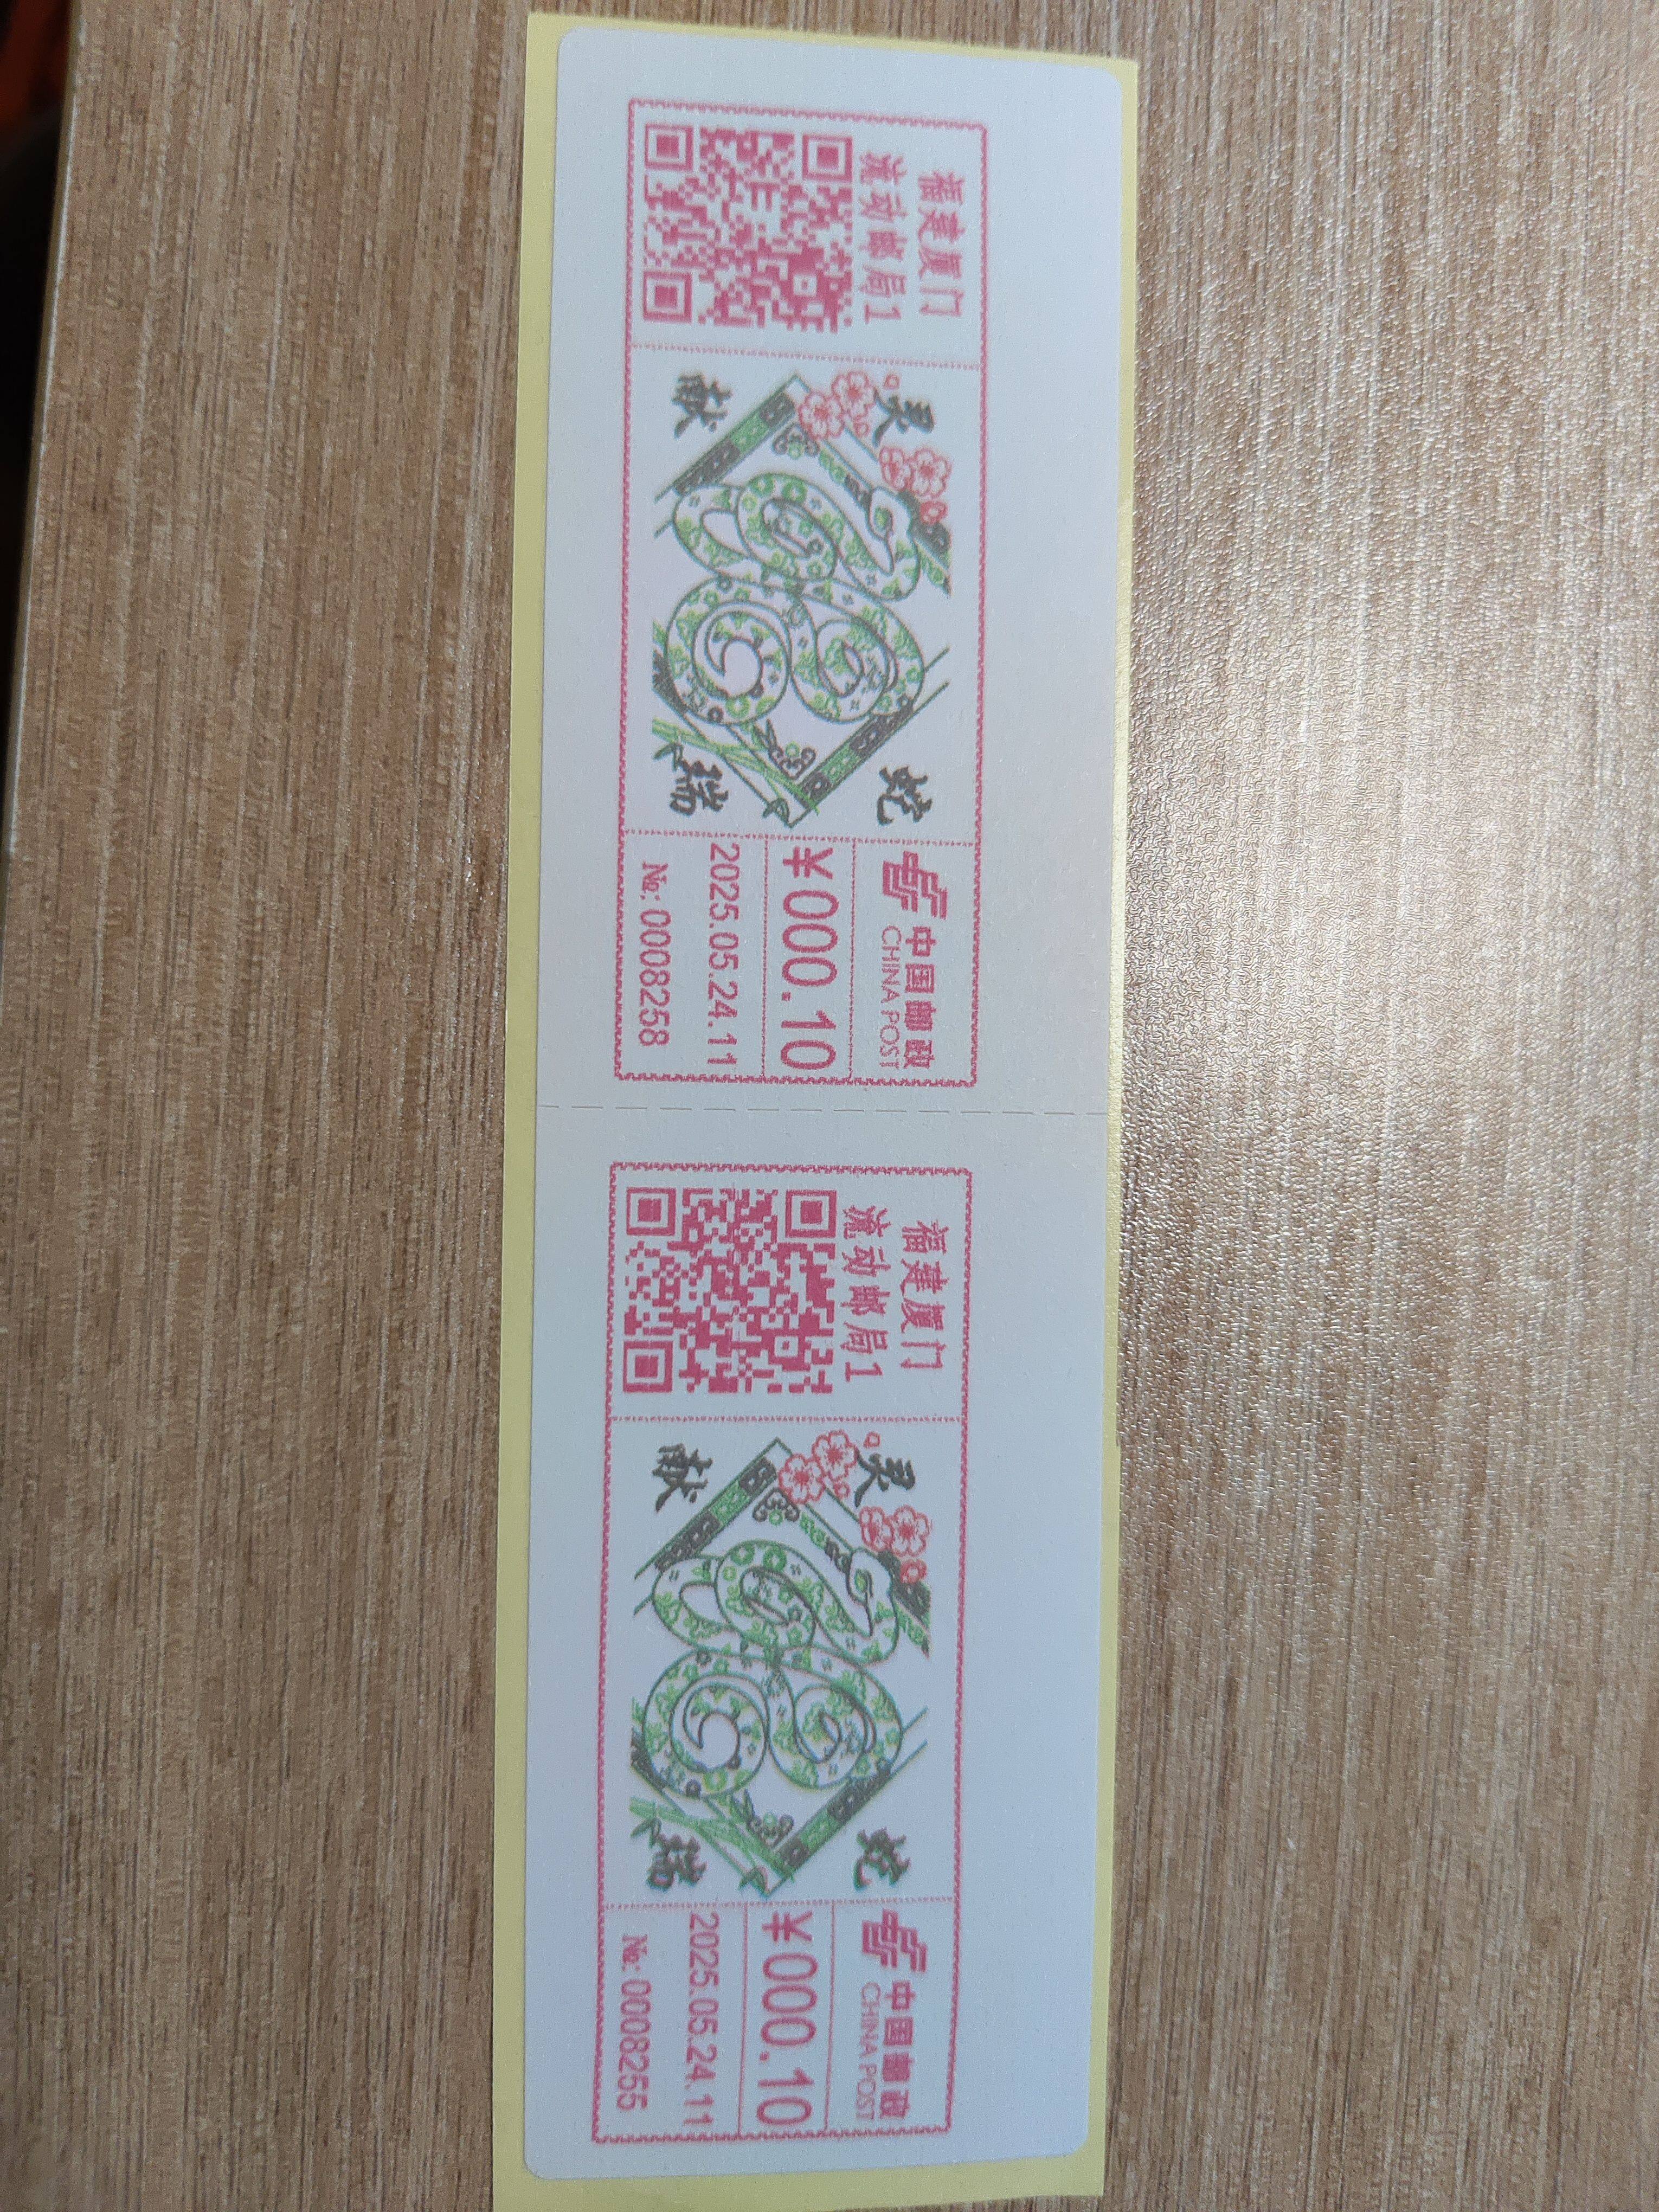 福建厦门
流动邮局1
灵蛇
献瑞
中国邮政
CHINA POST
¥000.10
2025.05.24.11
№: 0008258
福建厦门
流动邮局1
灵蛇
献瑞
中国邮政
CHINA POST
¥000.10
2025.05.24.11
№: 0008255